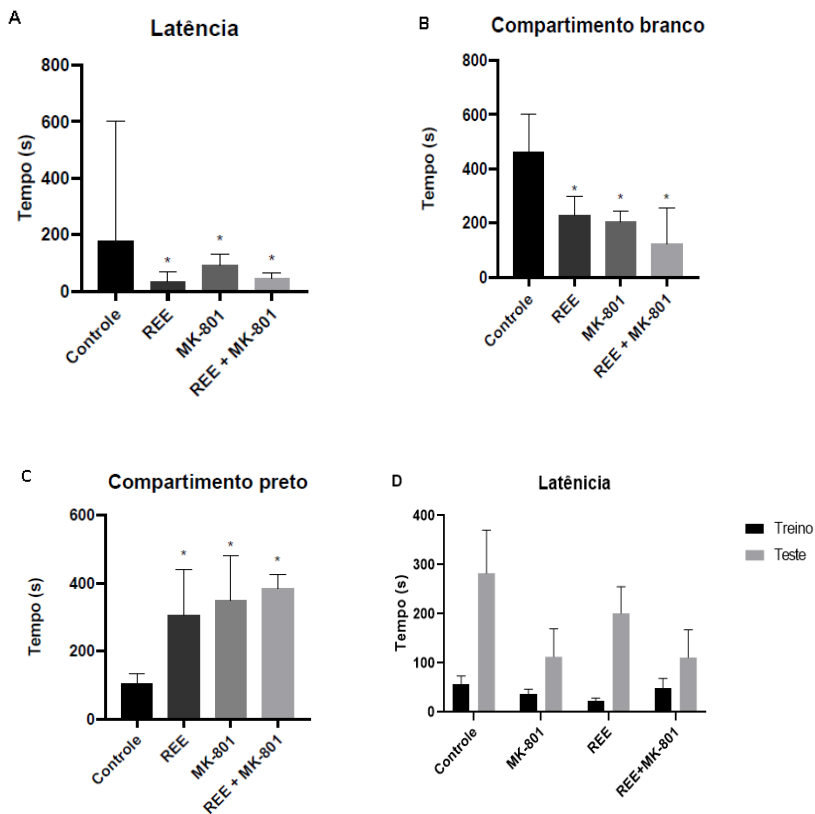 A
Latência
Tempo (s)
800
600
400
200
0
*
*
*
Controle
REE
MK-801
REE + MK-801
B
Compartimento branco
Tempo (s)
800
600
400
200
0
*
*
*
Controle
REE
MK-801
REE + MK-801
C
Compartimento preto
Tempo (s)
600
400
200
0
*
*
*
Controle
REE
MK-801
REE + MK-801
D
Latênicia
Tempo (s)
400
300
200
100
0
Controle
MK-801
REE
REE+MK-801
Treino
Teste